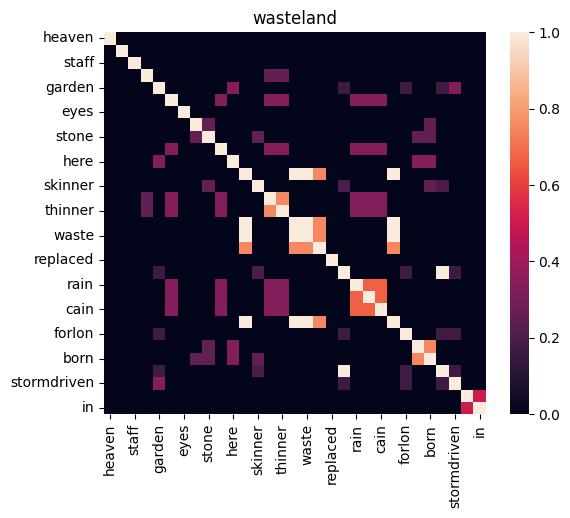 wasteland
heaven
staff
garden
eyes
stone
here
skinner
thinner
waste
replaced
rain
cain
forlon
born
stormdriven
in
heaven
staff
garden
eyes
stone
here
skinner
thinner
waste
replaced
rain
cain
forlon
born
stormdriven
in
1.0
0.8
0.6
0.4
0.2
0.0